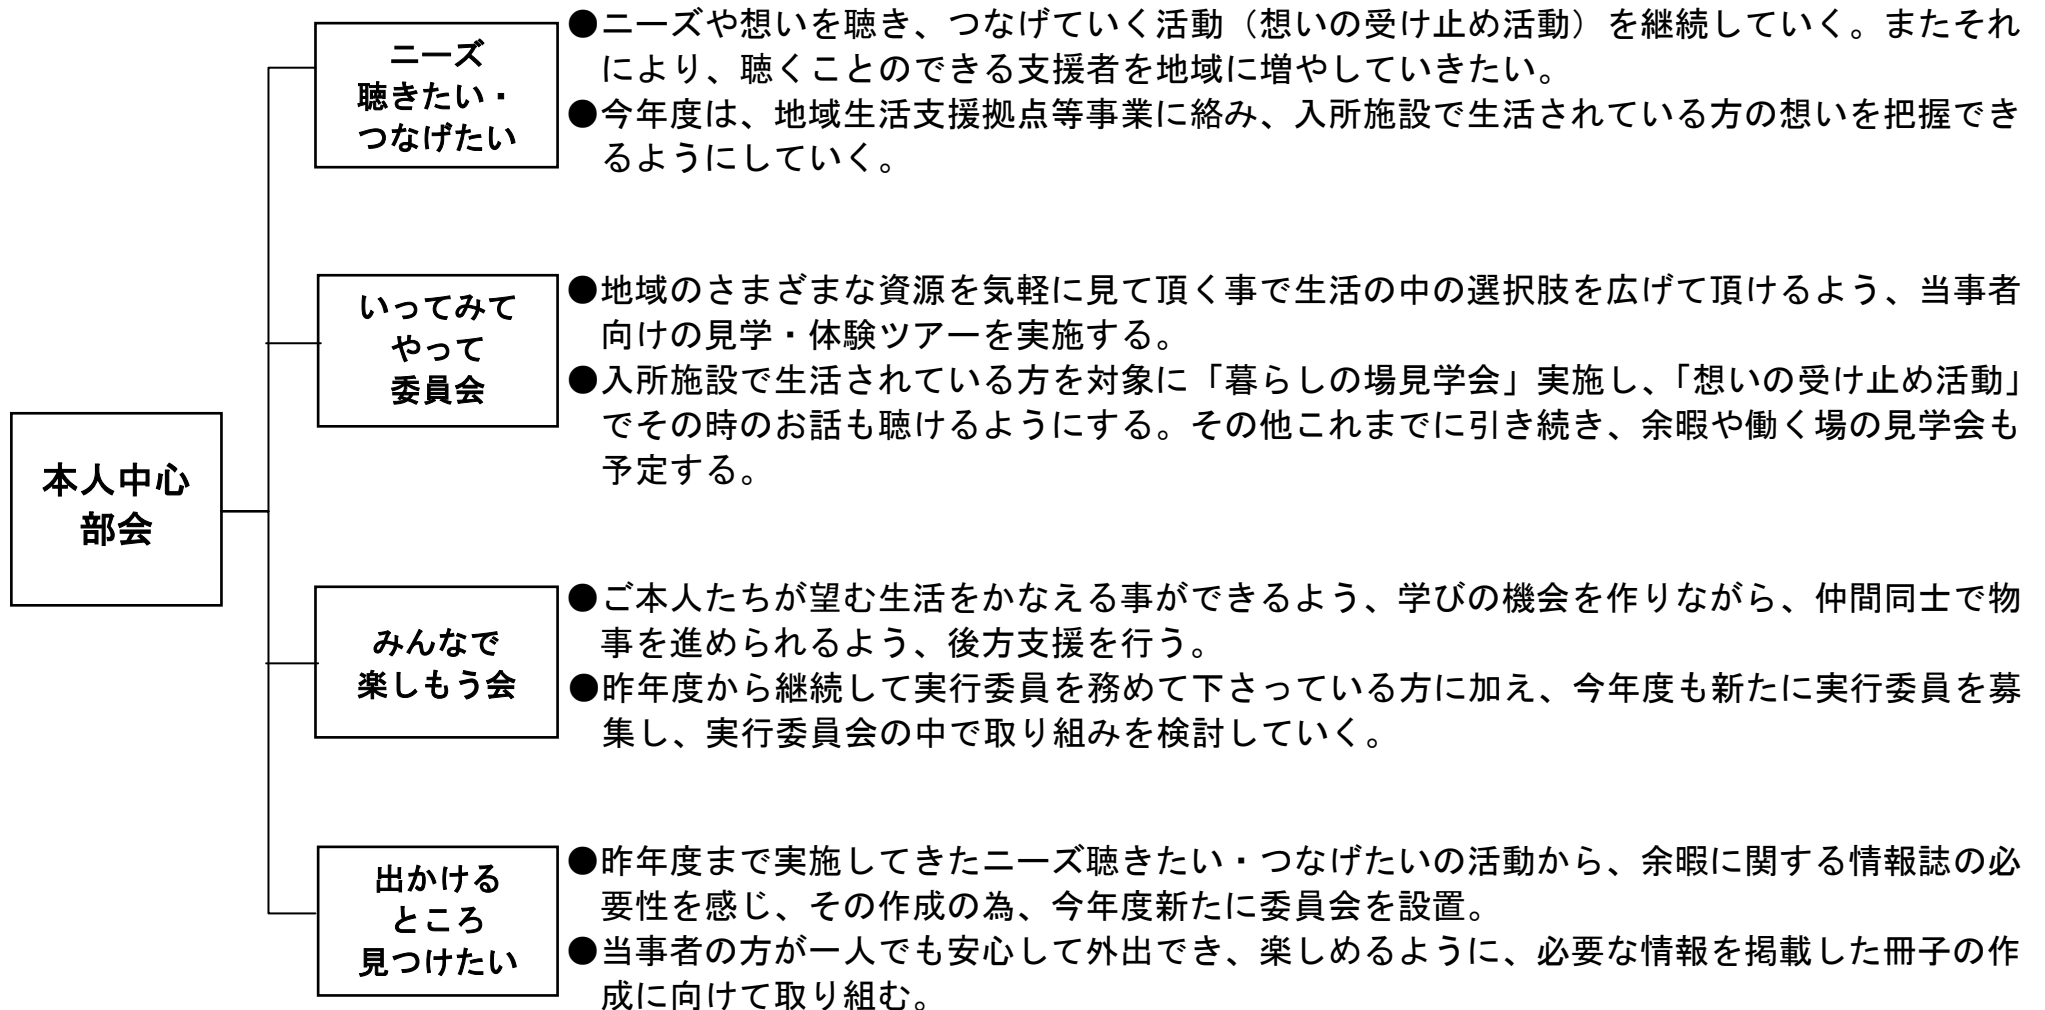 本人中心
部会
ニーズ
聴きたい・
つなげたい
●ニーズや想いを聴き、つなげていく活動(想いの受け止め活動)を継続していく。またそれ
により、聴くことのできる支援者を地域に増やしていきたい。
●今年度は、地域生活支援拠点等事業に絡み、入所施設で生活されている方の想いを把握でき
るようにしていく。
いってみて
やって
委員会
●地域のさまざまな資源を気軽に見て頂く事で生活の中の選択肢を広げて頂けるよう、当事者
向けの見学・体験ツアーを実施する。
●入所施設で生活されている方を対象に「暮らしの場見学会」実施し、「想いの受け止め活動」
でその時のお話も聴けるようにする。その他これまでに引き続き、余暇や働く場の見学会も
予定する。
みんなで
楽しもう会
●ご本人たちが望む生活をかなえる事ができるよう、学びの機会を作りながら、仲間同士で物
事を進められるよう、後方支援を行う。
●昨年度から継続して実行委員を務めて下さっている方に加え、今年度も新たに実行委員を募
集し、実行委員会の中で取り組みを検討していく。
出かける
ところ
見つけたい
●昨年度まで実施してきたニーズ聴きたい・つなげたいの活動から、余暇に関する情報誌の必
要性を感じ、その作成の為、今年度新たに委員会を設置。
●当事者の方が一人でも安心して外出でき、楽しめるように、必要な情報を掲載した冊子の作
成に向けて取り組む。